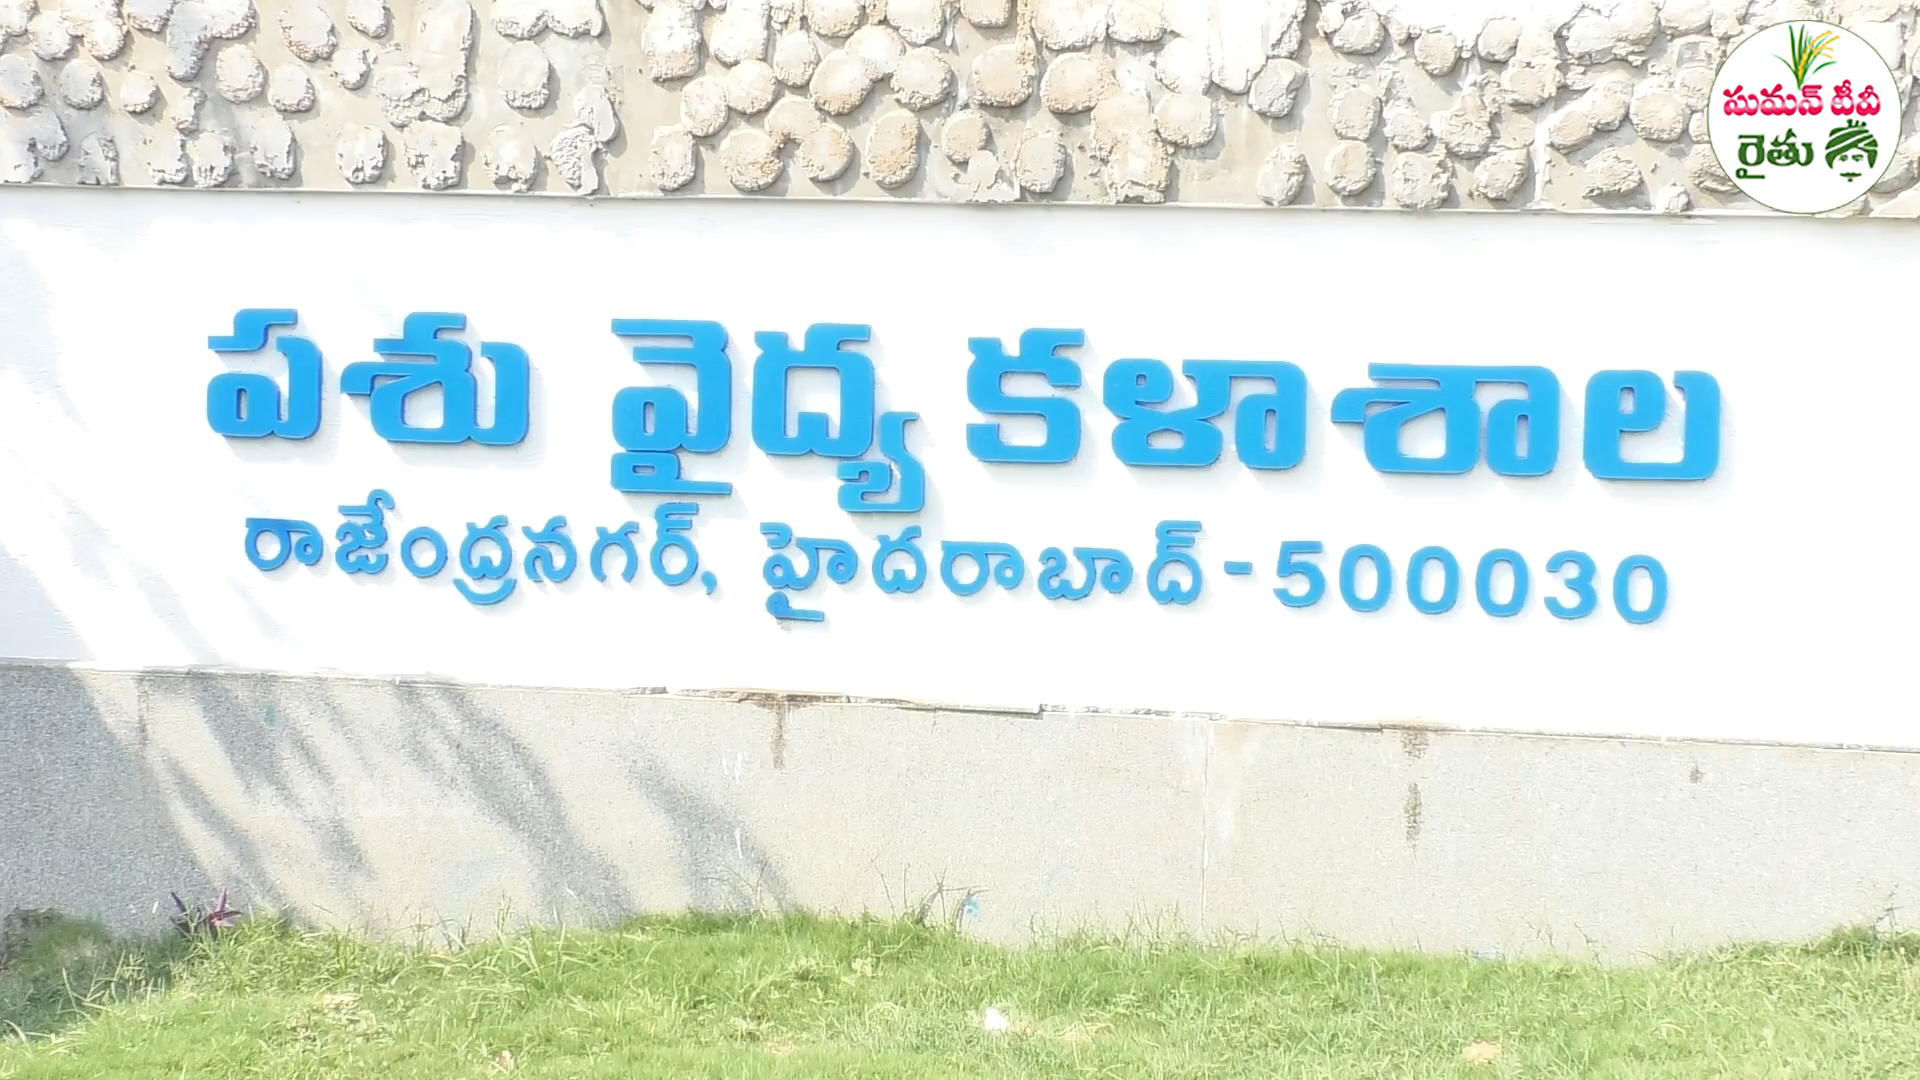 సుమన్ టీవీ
రైతు
పశు వైద్య కళాశాల
రాజేంద్రనగర్, హైదరాబాద్ - 500030